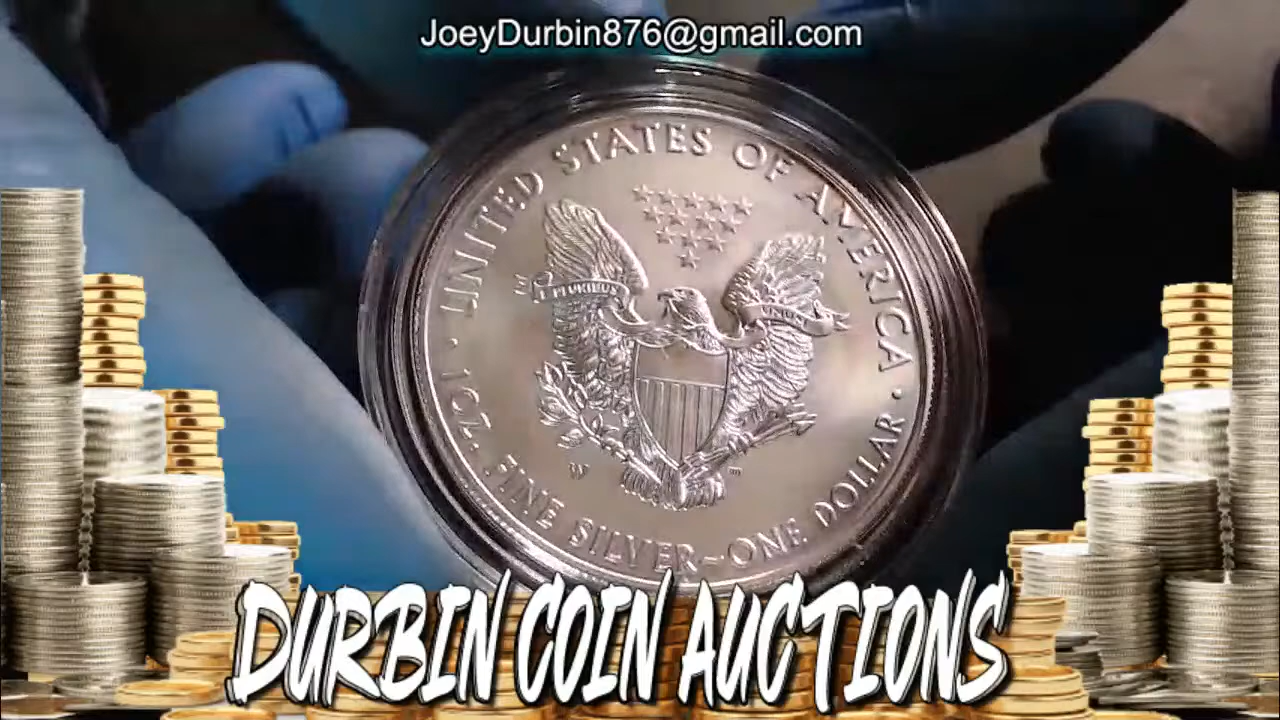 JoeyDurbin876@gmail.com
UNITED STATES OF AMERICA
E PLURIBUS
UNUM
W
1 OZ. FINE SILVER~ONE DOLLAR
DURBIN COIN AUCTIONS